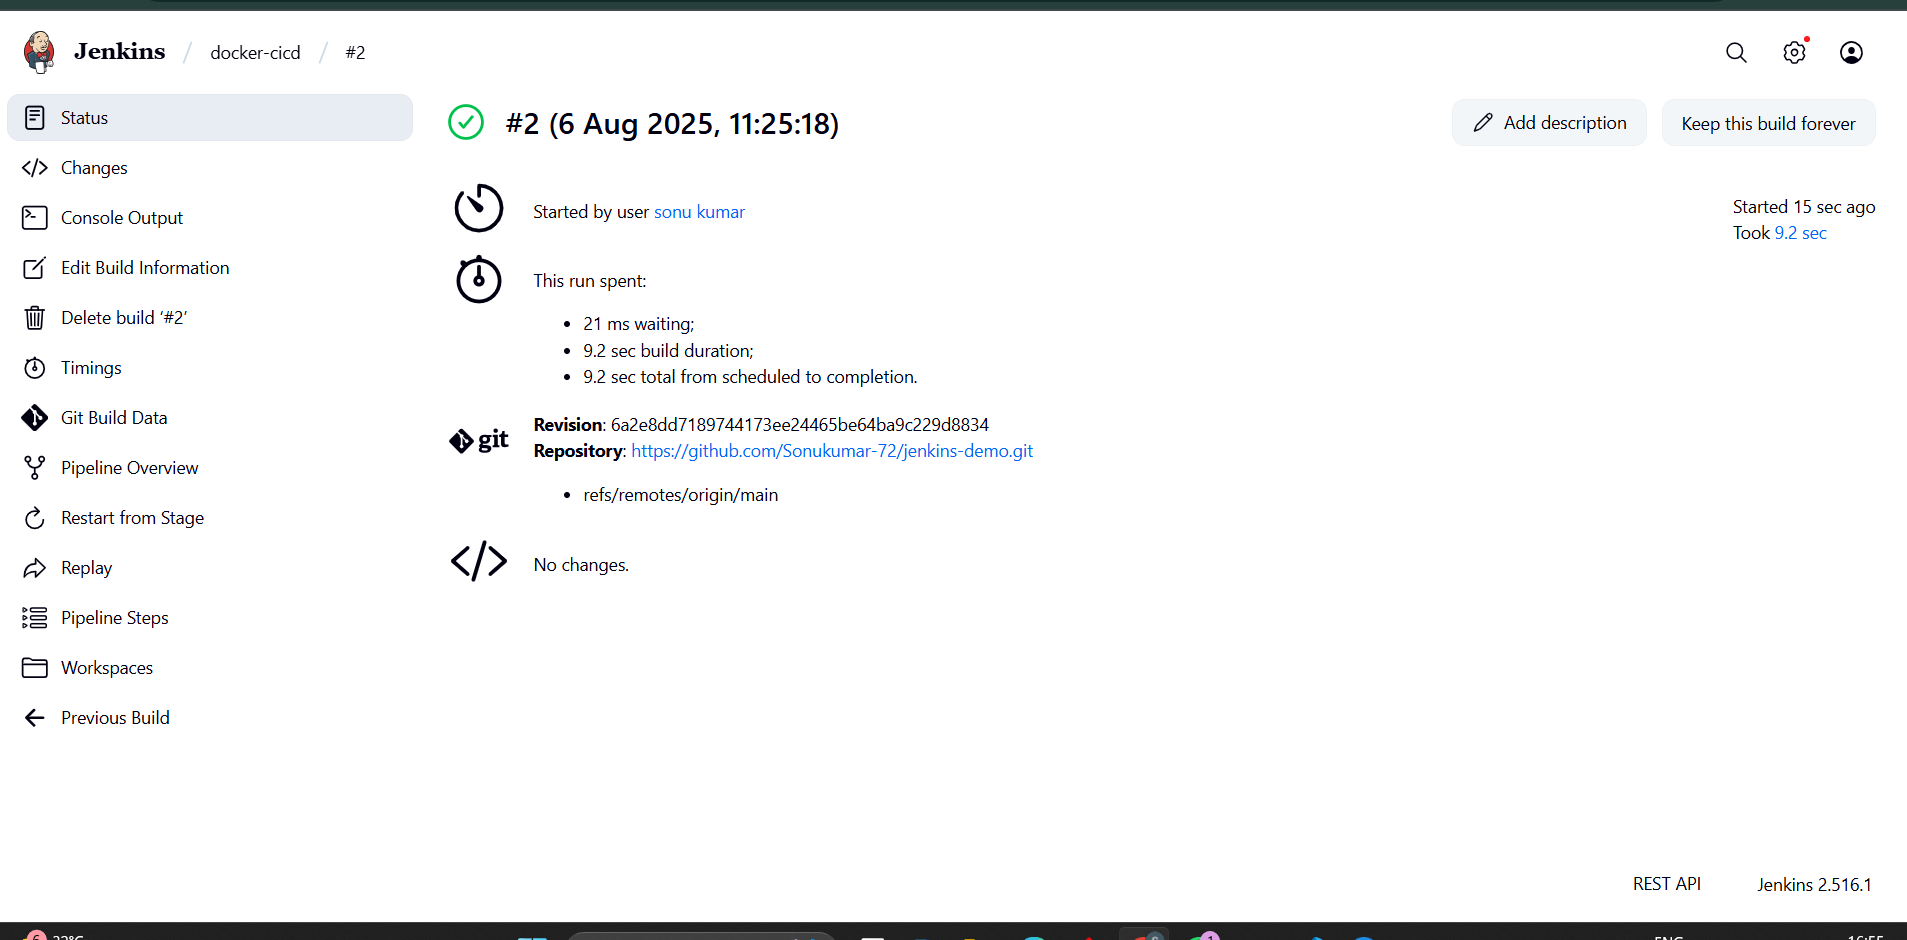 Jenkins / docker-cicd / #2
Status
Changes
Console Output
Edit Build Information
Delete build ‘#2’
Timings
Git Build Data
Pipeline Overview
Restart from Stage
Replay
Pipeline Steps
Workspaces
Previous Build
#2 (6 Aug 2025, 11:25:18)
Add description
Keep this build forever
Started by user sonu kumar
Started 15 sec ago
Took 9.2 sec
This run spent:
• 21 ms waiting;
• 9.2 sec build duration;
• 9.2 sec total from scheduled to completion.
git
Revision: 6a2e8dd7189744173ee24465be64ba9c229d8834
Repository: https://github.com/Sonukumar-72/jenkins-demo.git
• refs/remotes/origin/main
No changes.
REST API
Jenkins 2.516.1